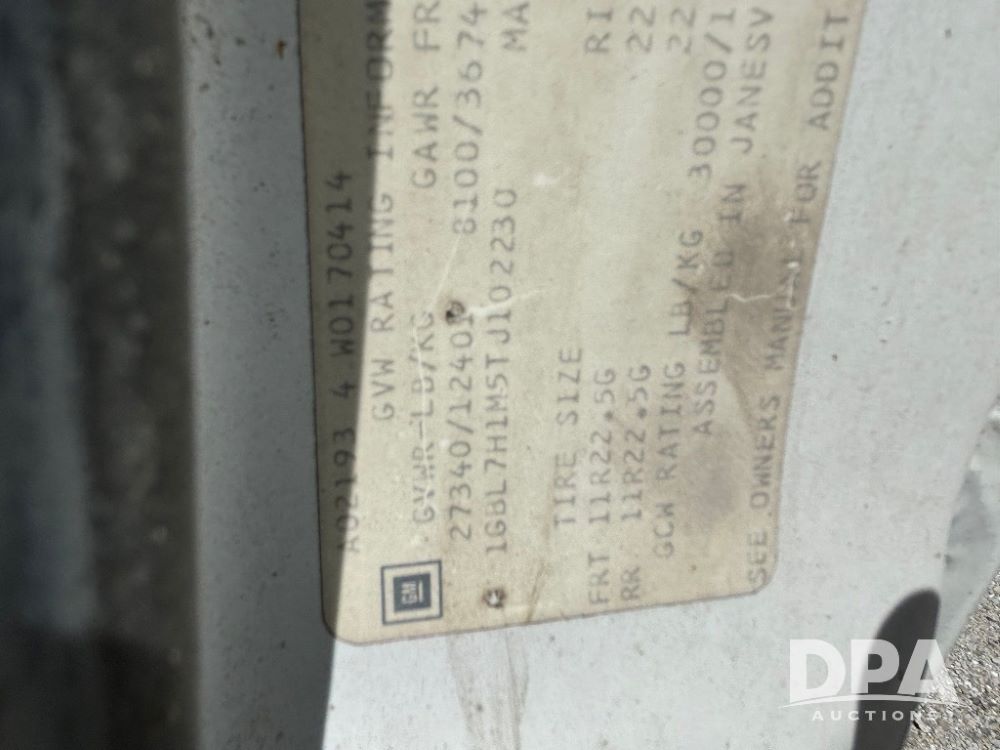 A02193 4 W0170414
GM
GVW RATING INFORM
GVWR-LB/KG GAWR FR
27340/12401 8100/3674
1GBL7H1M5TJ102230 MA
TIRE SIZE RI
FRT 11R22.5G 22
RR 11R22.5G 22
GCW RATING LB/KG 30000/1
ASSEMBLED IN JANESV
SEE OWNERS MANUAL FOR ADDIT
DPA
AUCTIONS